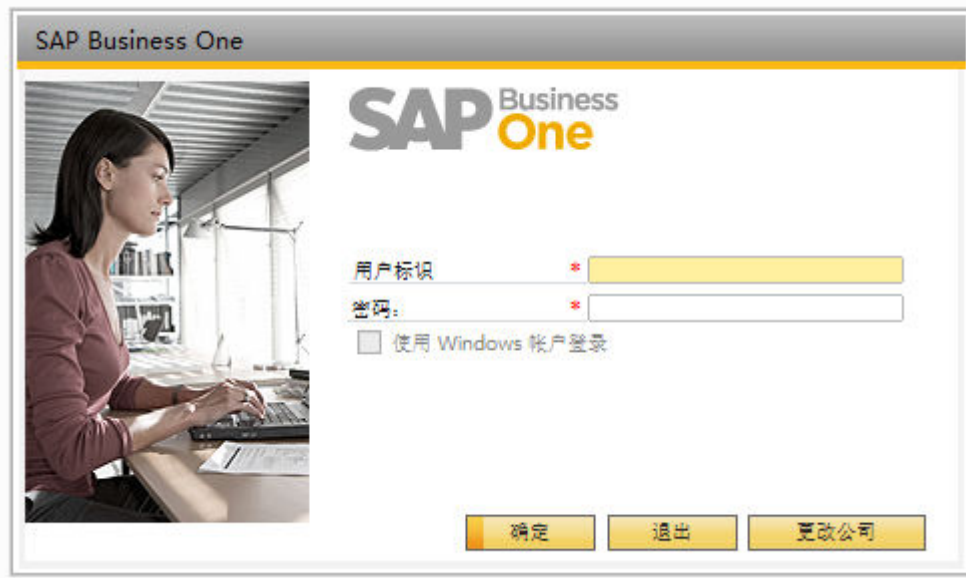 SAP Business One
SAP Business One
用户标识 *
密码： *
使用 Windows 帐户登录
确定 退出 更改公司